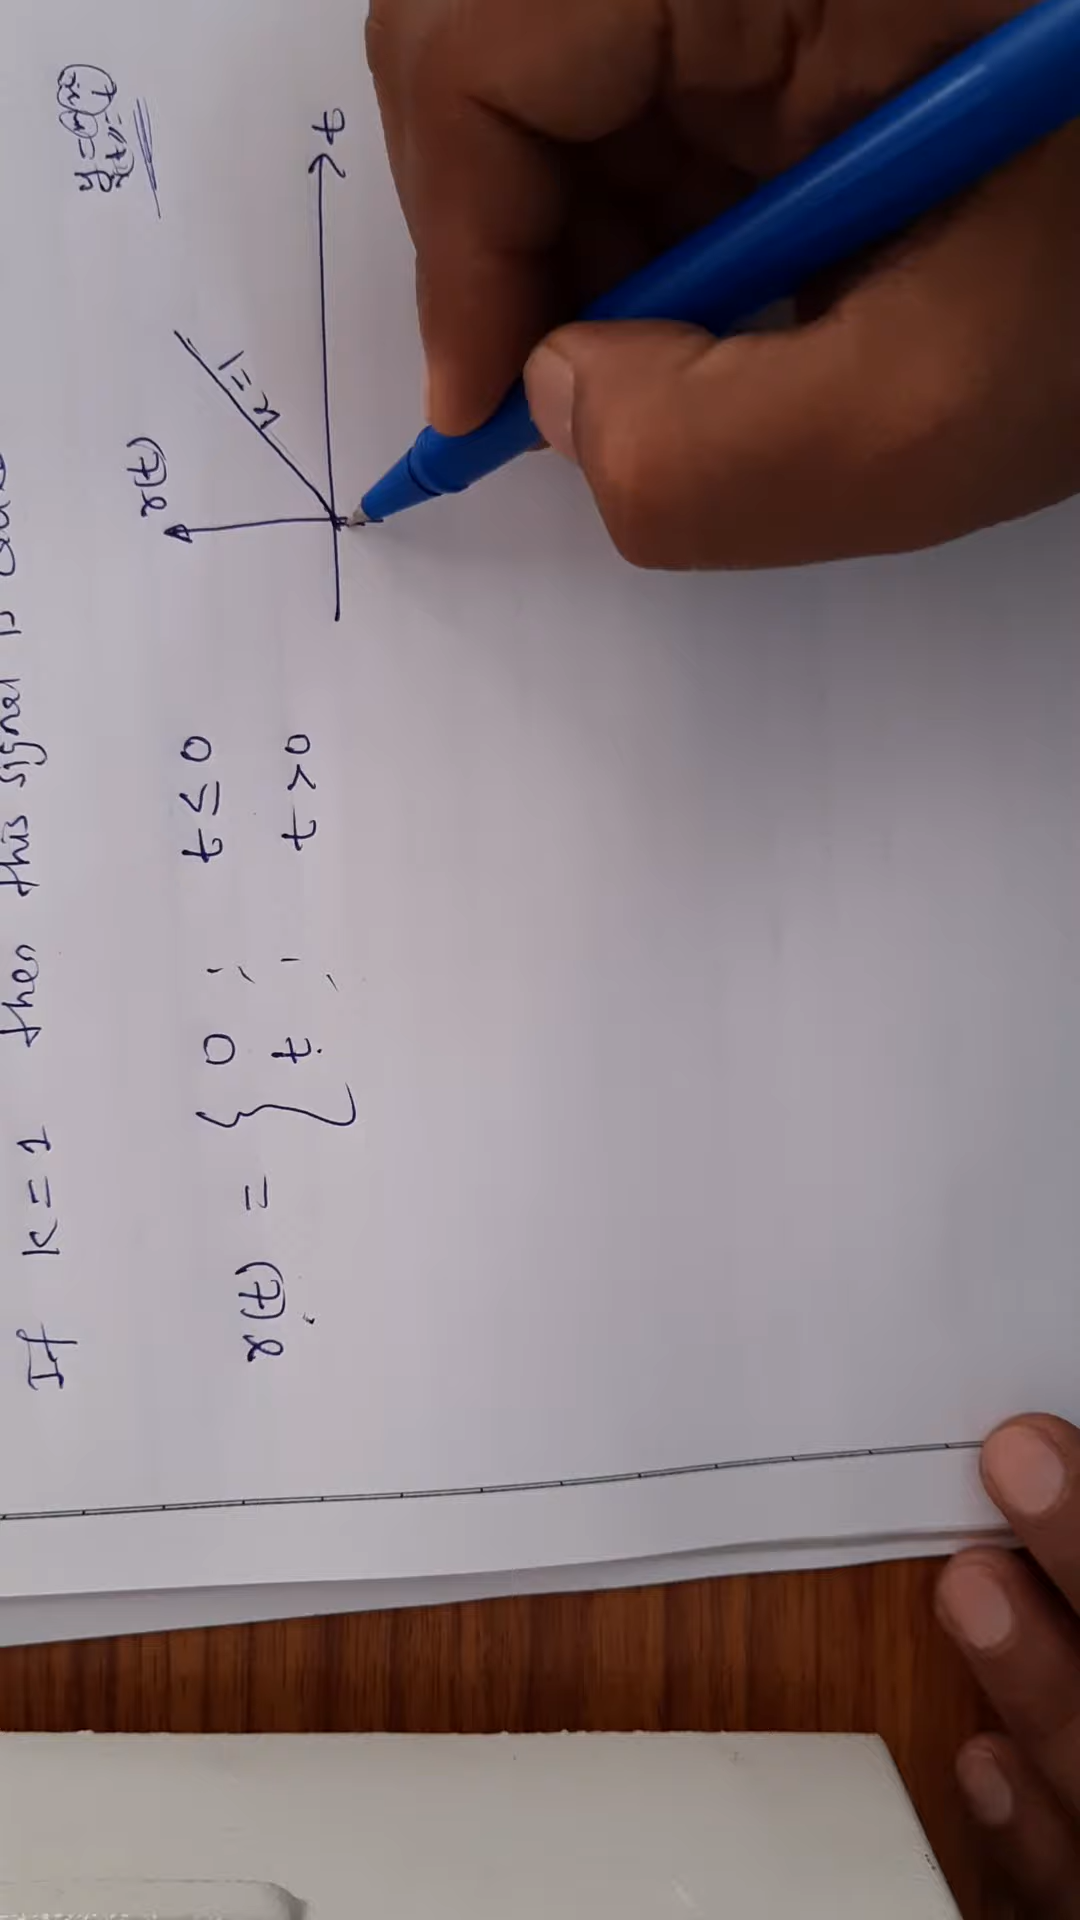 If k=1 then this signal is
r(t) = { 0 ; t ≤ 0
t ; t > 0
r(t)
k=1
t
y=mx
r(t)=t